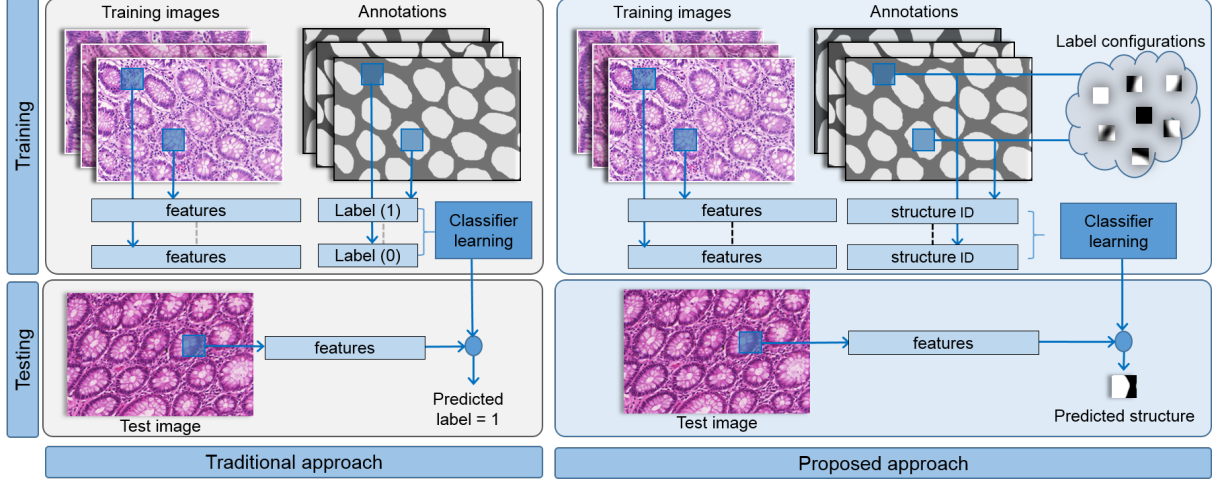 Training
Training images
Annotations
features
Label (1)
features
Label (0)
Classifier
learning
Training images
Annotations
Label configurations
features
structure ID
features
structure ID
Classifier
learning
Testing
features
Test image
Predicted
label = 1
features
Test image
Predicted structure
Traditional approach
Proposed approach